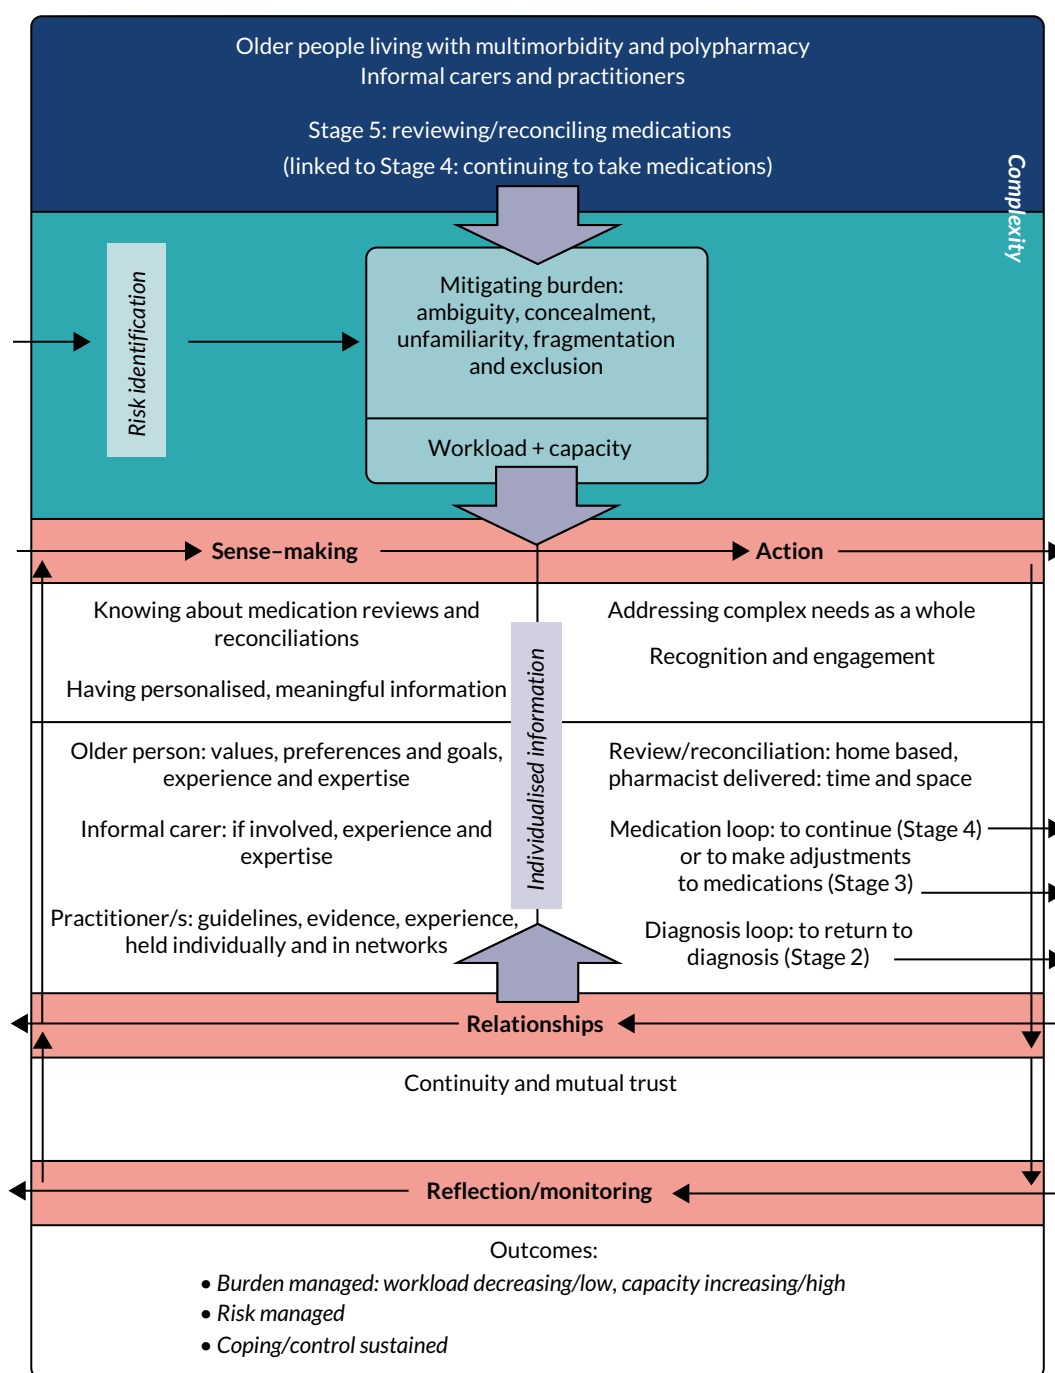 Older people living with multimorbidity and polypharmacy
Informal carers and practitioners
Stage 5: reviewing/reconciling medications
(linked to Stage 4: continuing to take medications)
Complexity
Risk identification
Mitigating burden:
ambiguity, concealment,
unfamiliarity, fragmentation
and exclusion
Workload + capacity
Sense–making
Action
Knowing about medication reviews and
reconciliations
Having personalised, meaningful information
Addressing complex needs as a whole
Recognition and engagement
Individualised information
Older person: values, preferences and goals,
experience and expertise
Informal carer: if involved, experience and
expertise
Practitioner/s: guidelines, evidence, experience,
held individually and in networks
Review/reconciliation: home based,
pharmacist delivered: time and space
Medication loop: to continue (Stage 4)
or to make adjustments
to medications (Stage 3)
Diagnosis loop: to return to
diagnosis (Stage 2)
Relationships
Continuity and mutual trust
Reflection/monitoring
Outcomes:
• Burden managed: workload decreasing/low, capacity increasing/high
• Risk managed
• Coping/control sustained